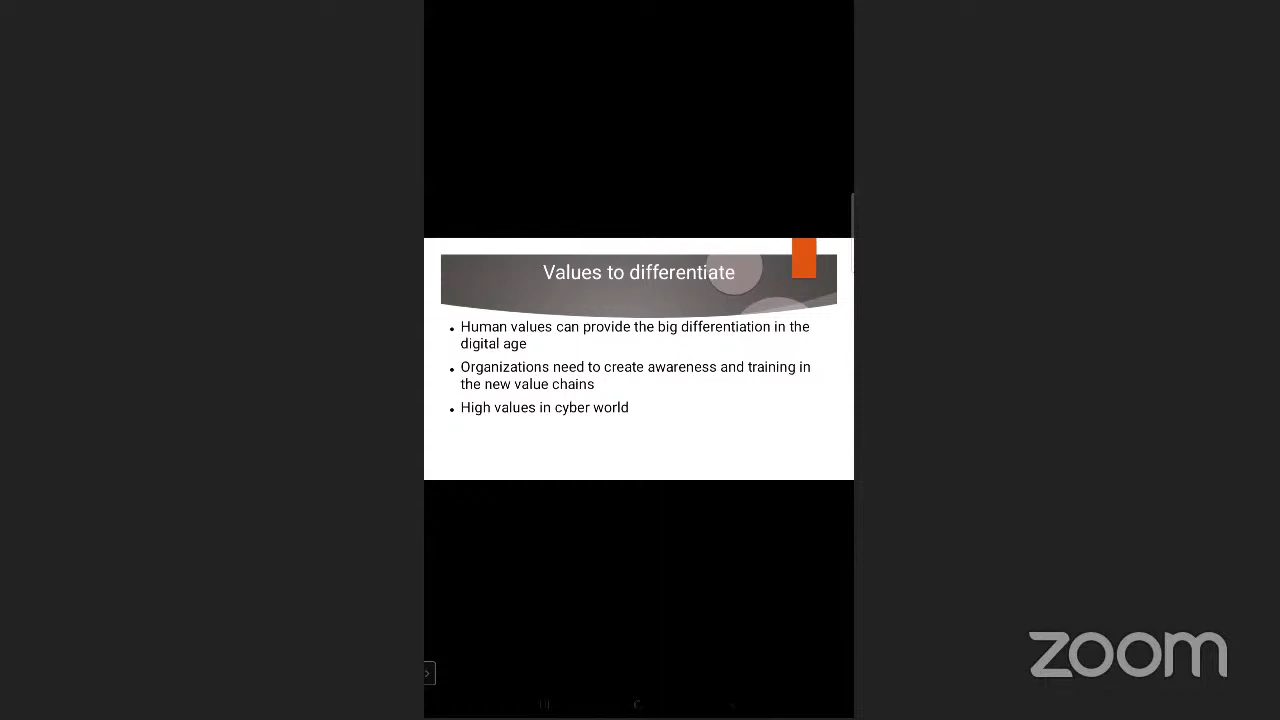 Values to differentiate
• Human values can provide the big differentiation in the
digital age
• Organizations need to create awareness and training in
the new value chains
• High values in cyber world
zoom